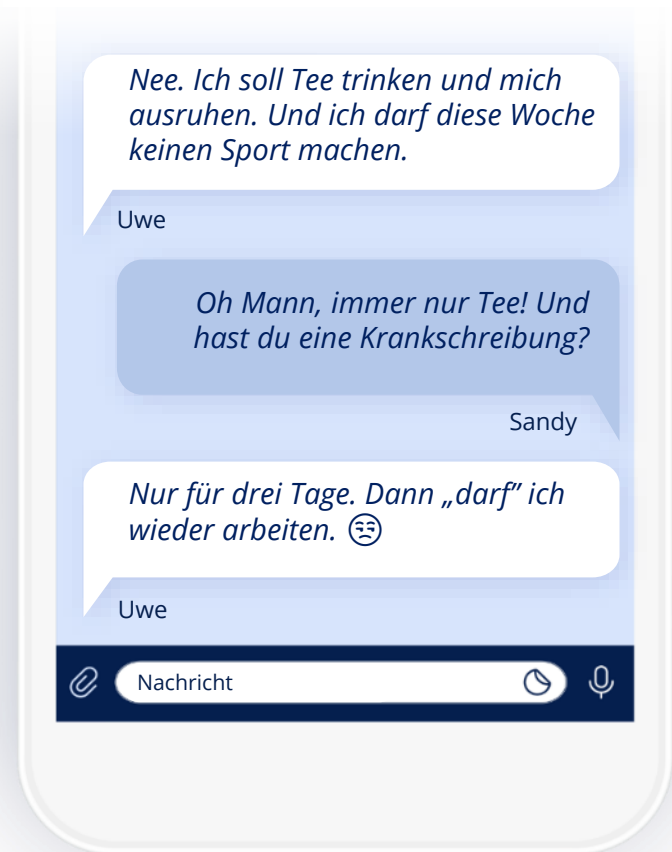 Nee. Ich soll Tee trinken und mich
ausruhen. Und ich darf diese Woche
keinen Sport machen.
Uwe
Oh Mann, immer nur Tee! Und
hast du eine Krankschreibung?
Sandy
Nur für drei Tage. Dann „darf” ich
wieder arbeiten. 😒
Uwe
Nachricht